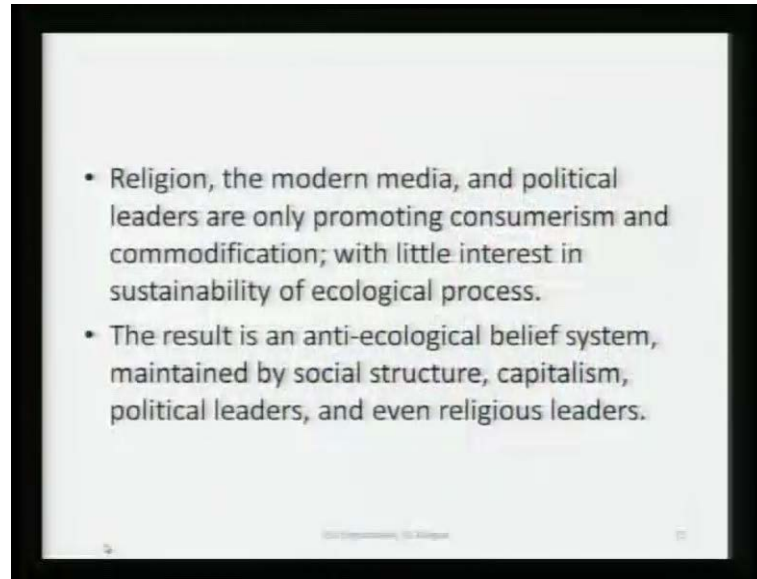 • Religion, the modern media, and political
leaders are only promoting consumerism and
commodification; with little interest in
sustainability of ecological process.
• The result is an anti-ecological belief system,
maintained by social structure, capitalism,
political leaders, and even religious leaders.